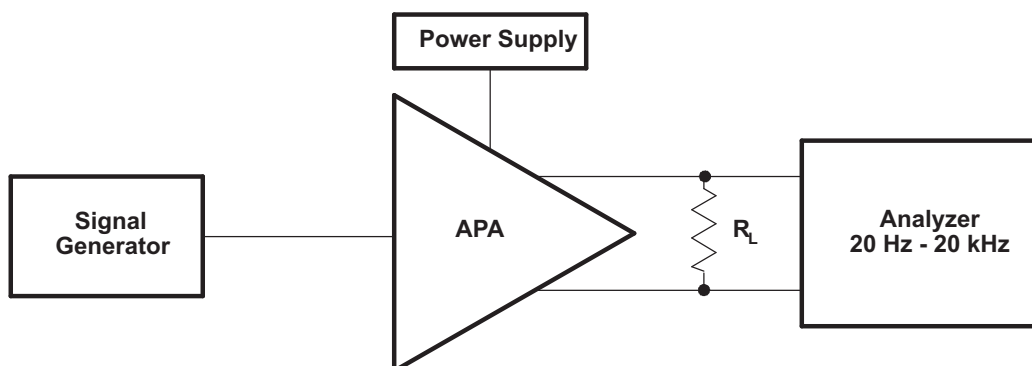 Power Supply
Signal
Generator
APA
RL
Analyzer
20 Hz - 20 kHz